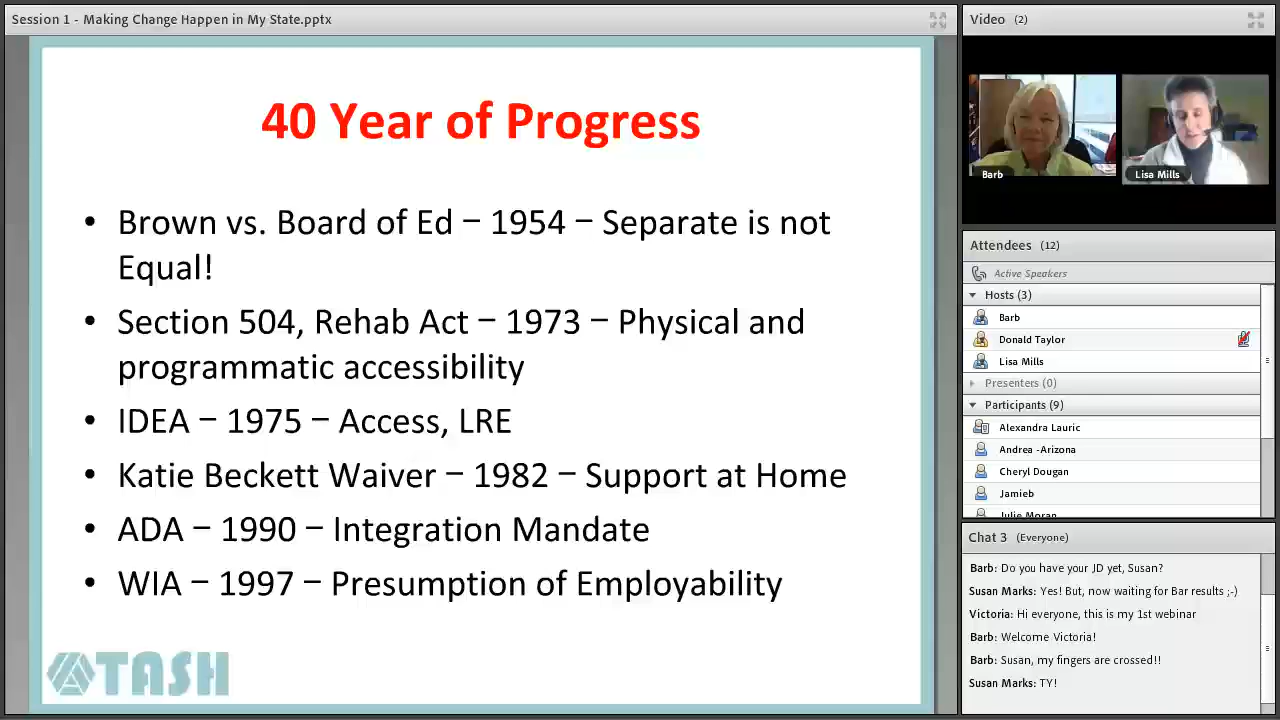 Session 1 - Making Change Happen in My State.pptx
40 Year of Progress
• Brown vs. Board of Ed – 1954 – Separate is not
Equal!
• Section 504, Rehab Act – 1973 – Physical and
programmatic accessibility
• IDEA – 1975 – Access, LRE
• Katie Beckett Waiver – 1982 – Support at Home
• ADA – 1990 – Integration Mandate
• WIA – 1997 – Presumption of Employability
TASH
Video (2)
Barb
Lisa Mills
Attendees (12)
Active Speakers
Hosts (3)
Barb
Donald Taylor
Lisa Mills
Presenters (0)
Participants (9)
Alexandra Lauric
Andrea -Arizona
Cheryl Dougan
Jamieb
Julie Moran
Chat 3 (Everyone)
Barb: Do you have your JD yet, Susan?
Susan Marks: Yes! But, now waiting for Bar results ;-)
Victoria: Hi everyone, this is my 1st webinar
Barb: Welcome Victoria!
Barb: Susan, my fingers are crossed!!
Susan Marks: TY!